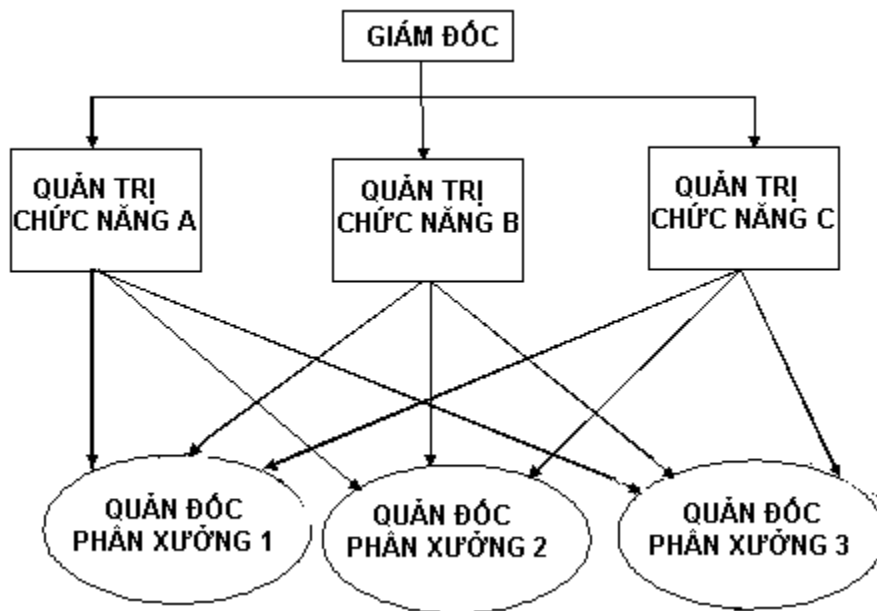 GIÁM ĐỐC
QUẢN TRỊ
CHỨC NĂNG A
QUẢN TRỊ
CHỨC NĂNG B
QUẢN TRỊ
CHỨC NĂNG C
QUẢN ĐỐC
PHÂN XƯỞNG 1
QUẢN ĐỐC
PHÂN XƯỞNG 2
QUẢN ĐỐC
PHÂN XƯỞNG 3